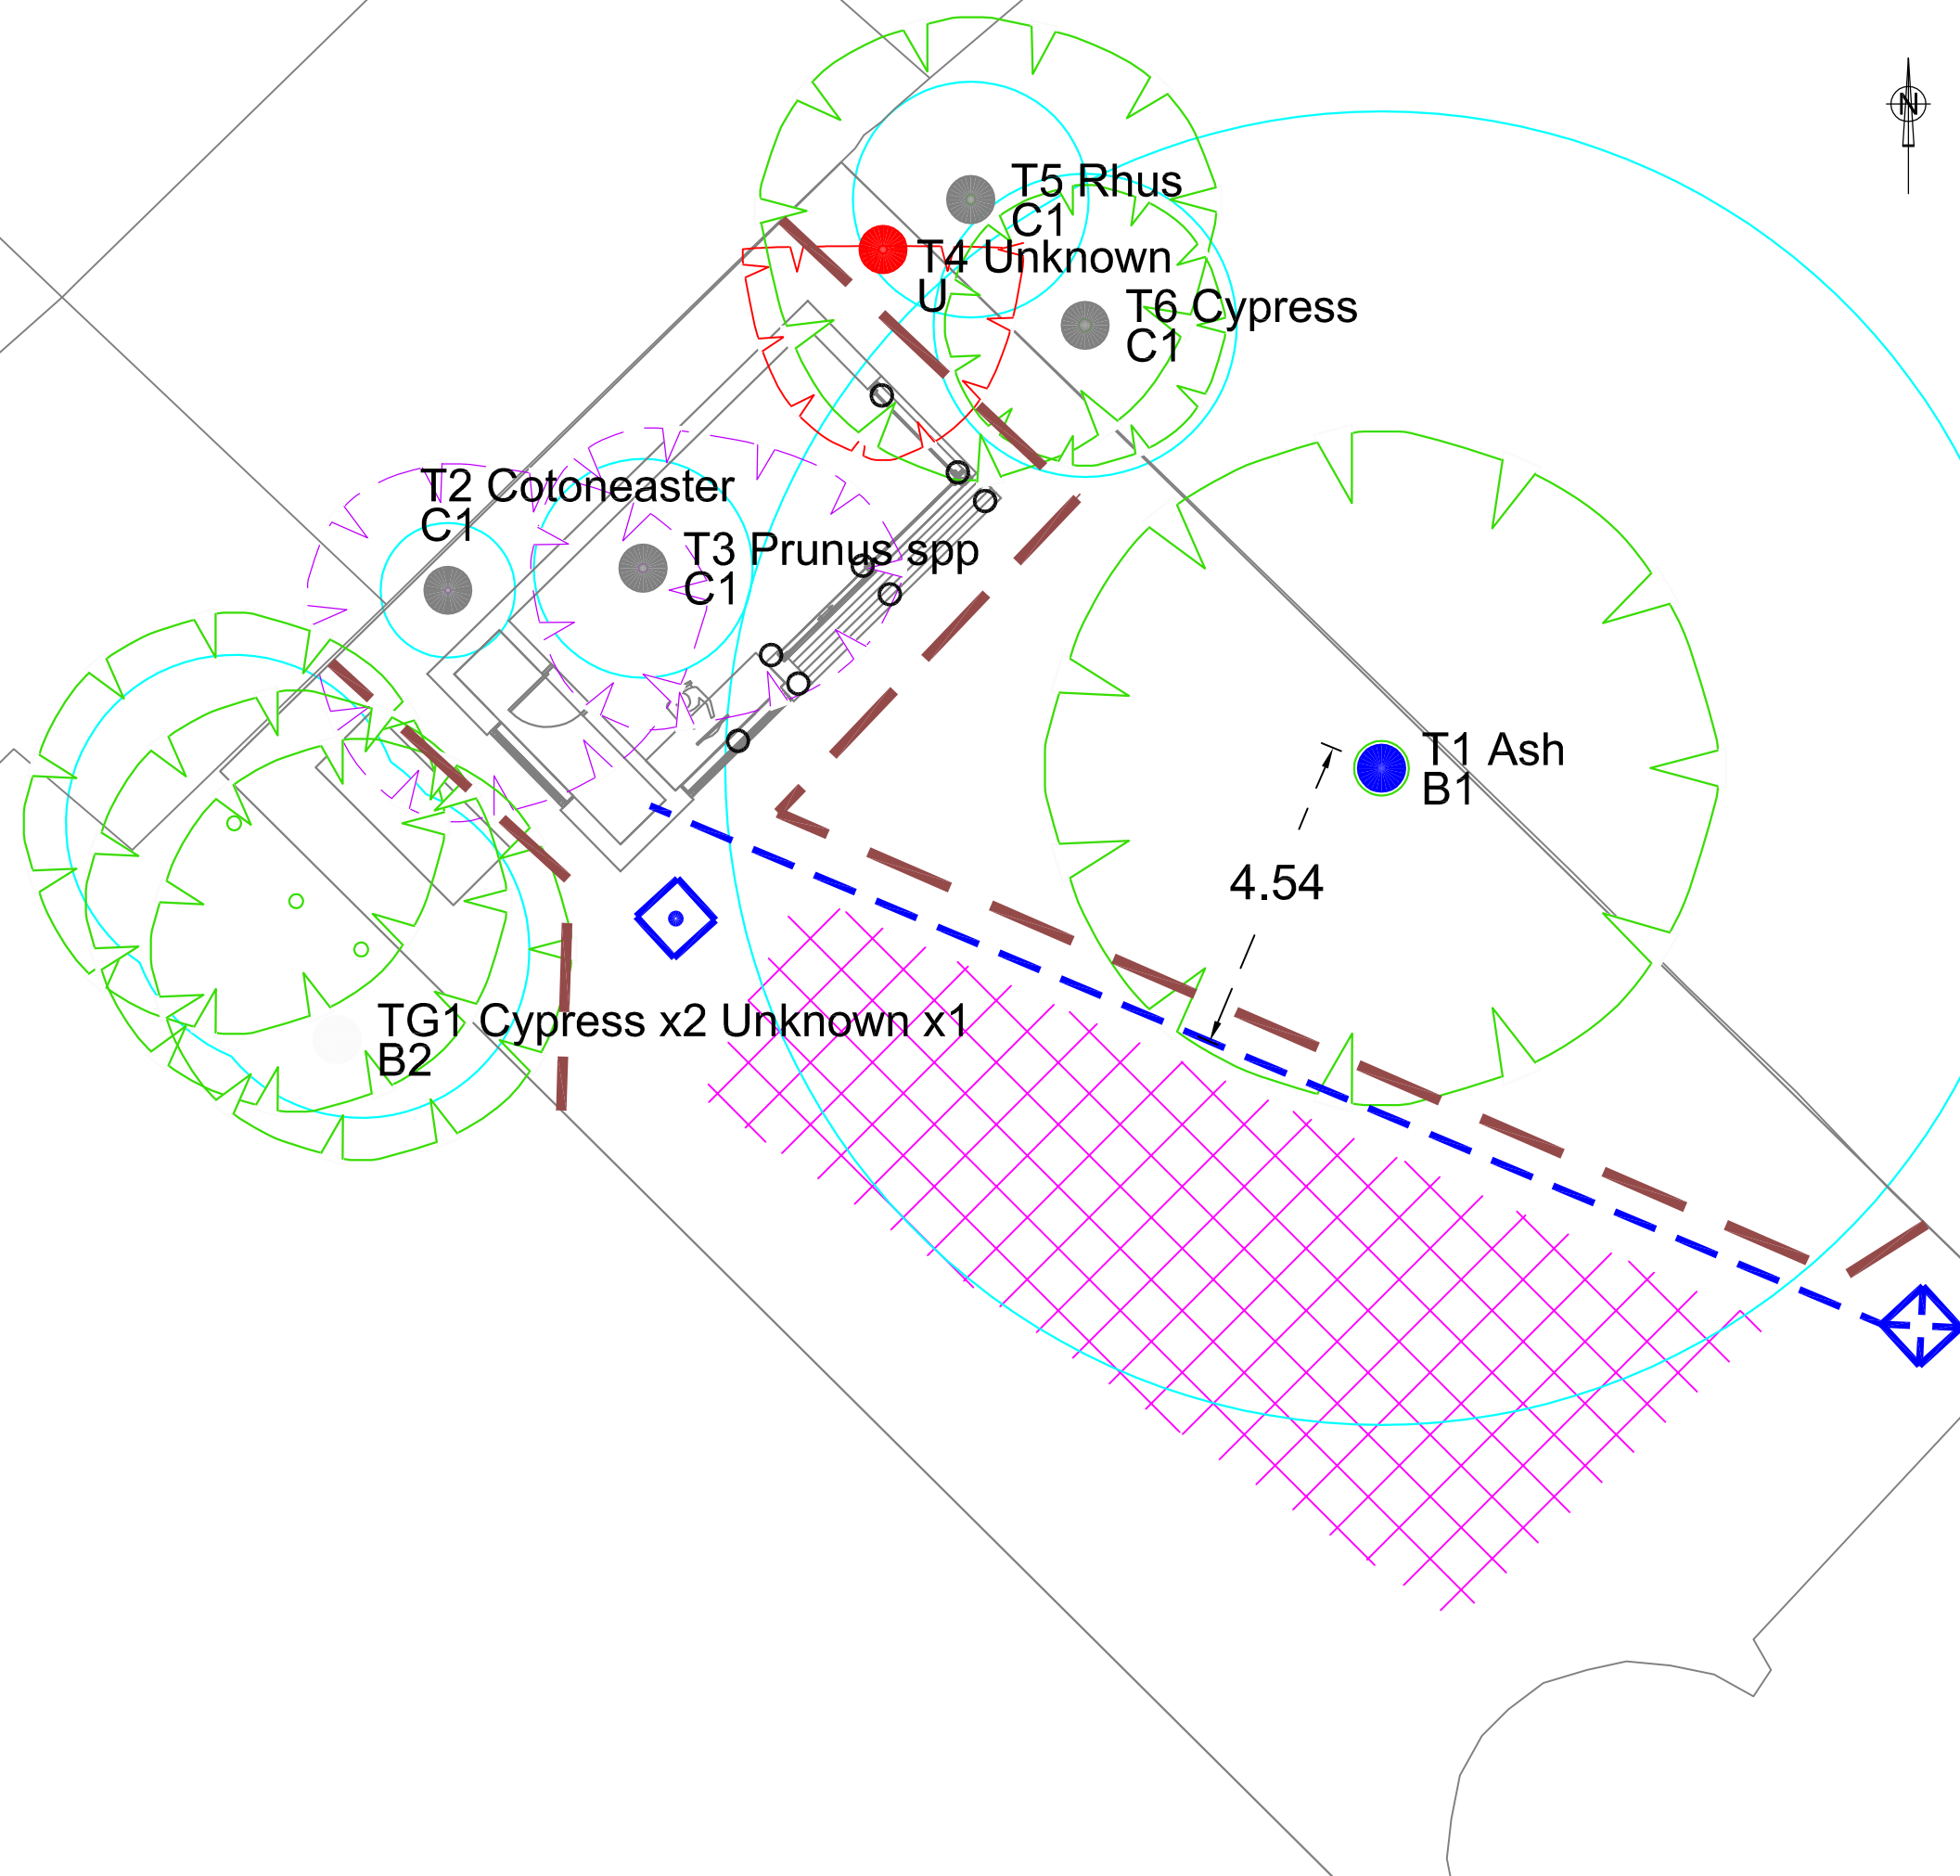 N
T5 Rhus
C1
T4 Unknown
U
T6 Cypress
C1
T2 Cotoneaster
C1
T3 Prunus spp
C1
T1 Ash
B1
4.54
TG1 Cypress x2 Unknown x1
B2